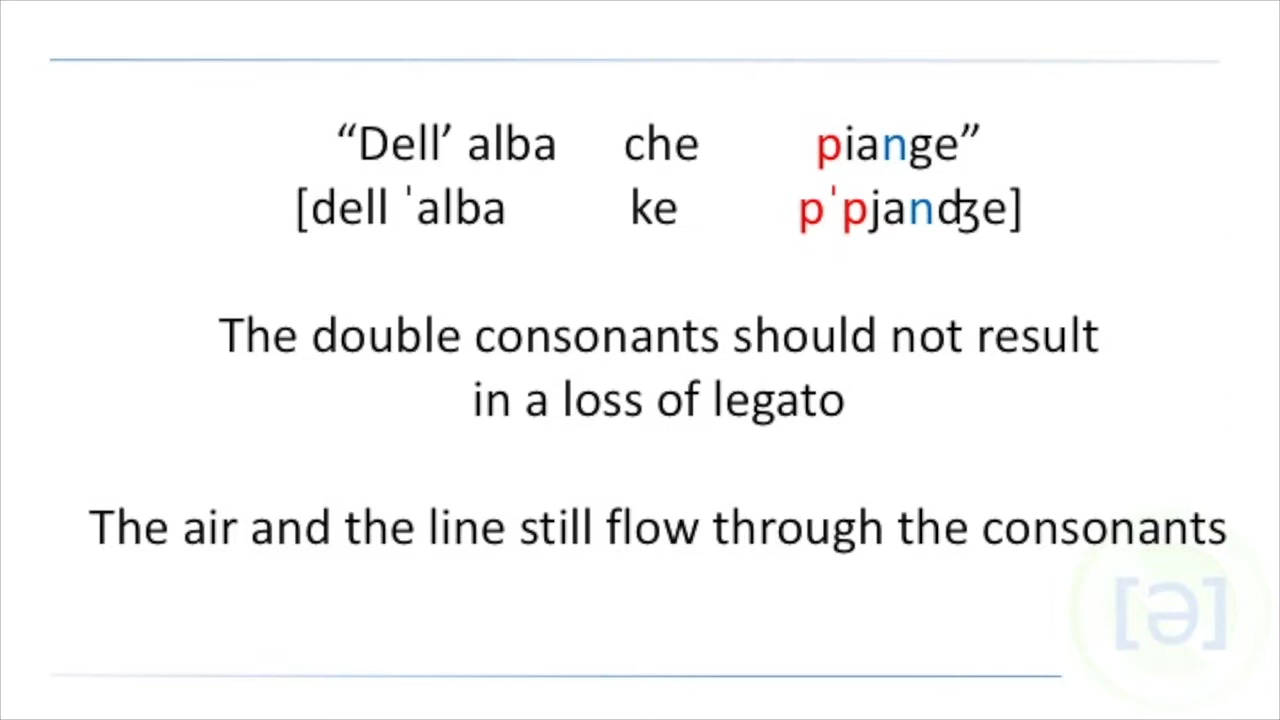 “Dell’ alba che piange”
[dell ˈalba ke pˈpjanʤe]
The double consonants should not result
in a loss of legato
The air and the line still flow through the consonants
[ə]